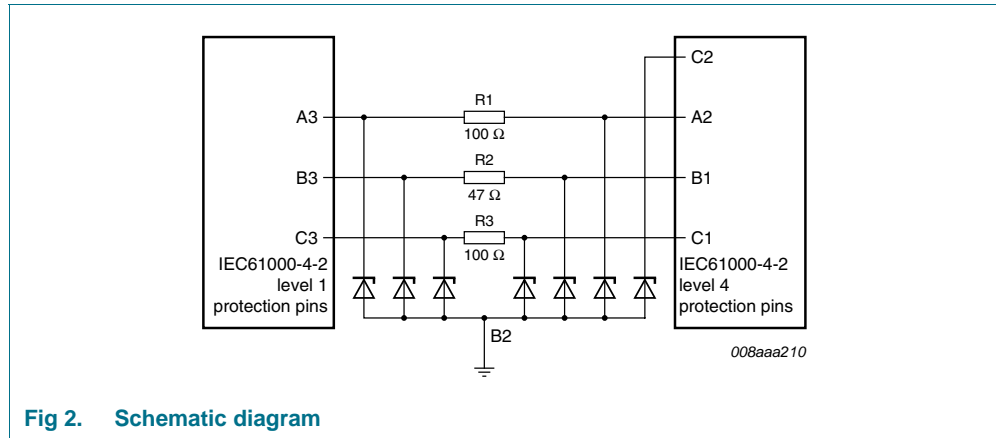 C2
A3
R1
100 Ω
A2
B3
R2
47 Ω
B1
C3
R3
100 Ω
C1
IEC61000-4-2
level 1
protection pins
IEC61000-4-2
level 4
protection pins
B2
008aaa210
Fig 2. Schematic diagram